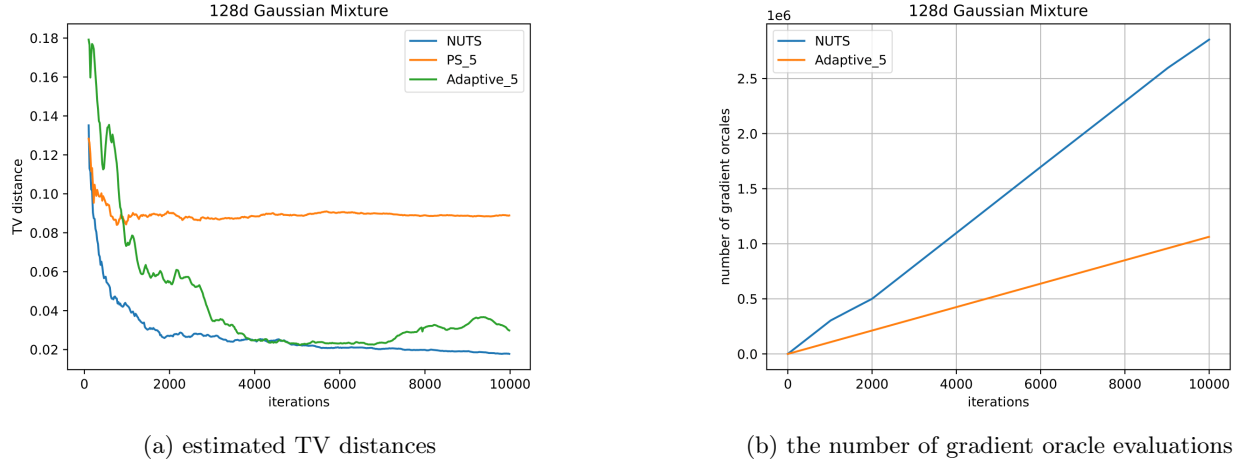 128d Gaussian Mixture
0.18
0.16
0.14
0.12
0.10
0.08
0.06
0.04
0.02
TV distance
NUTS
PS_5
Adaptive_5
0 2000 4000 6000 8000 10000
iterations
(a) estimated TV distances
1e6
128d Gaussian Mixture
2.5
2.0
1.5
1.0
0.5
0.0
number of gradient orcales
NUTS
Adaptive_5
0 2000 4000 6000 8000 10000
iterations
(b) the number of gradient oracle evaluations